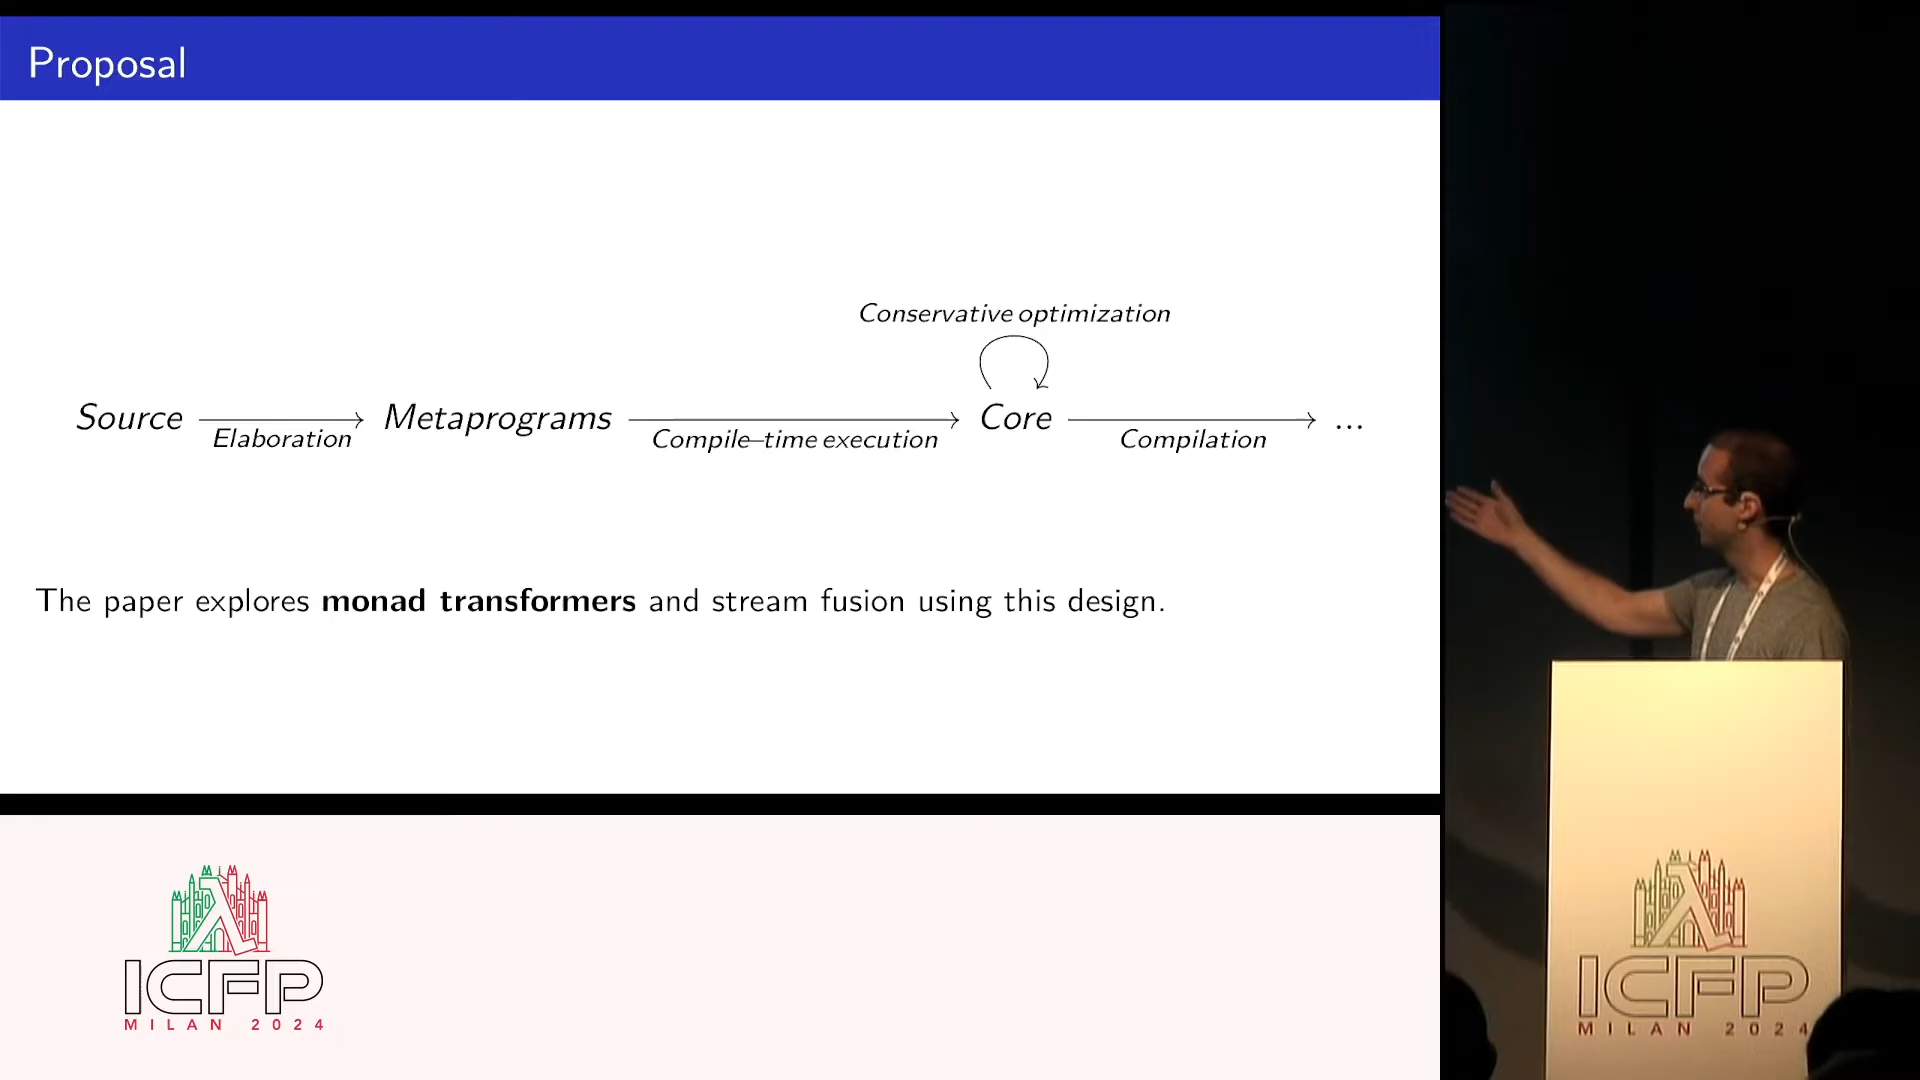 Proposal
Conservative optimization
Source Metaprograms Core ...
Elaboration Compile–time execution Compilation
The paper explores monad transformers and stream fusion using this design.
ICFP
MILAN 2024
ICFP
MILAN 2024